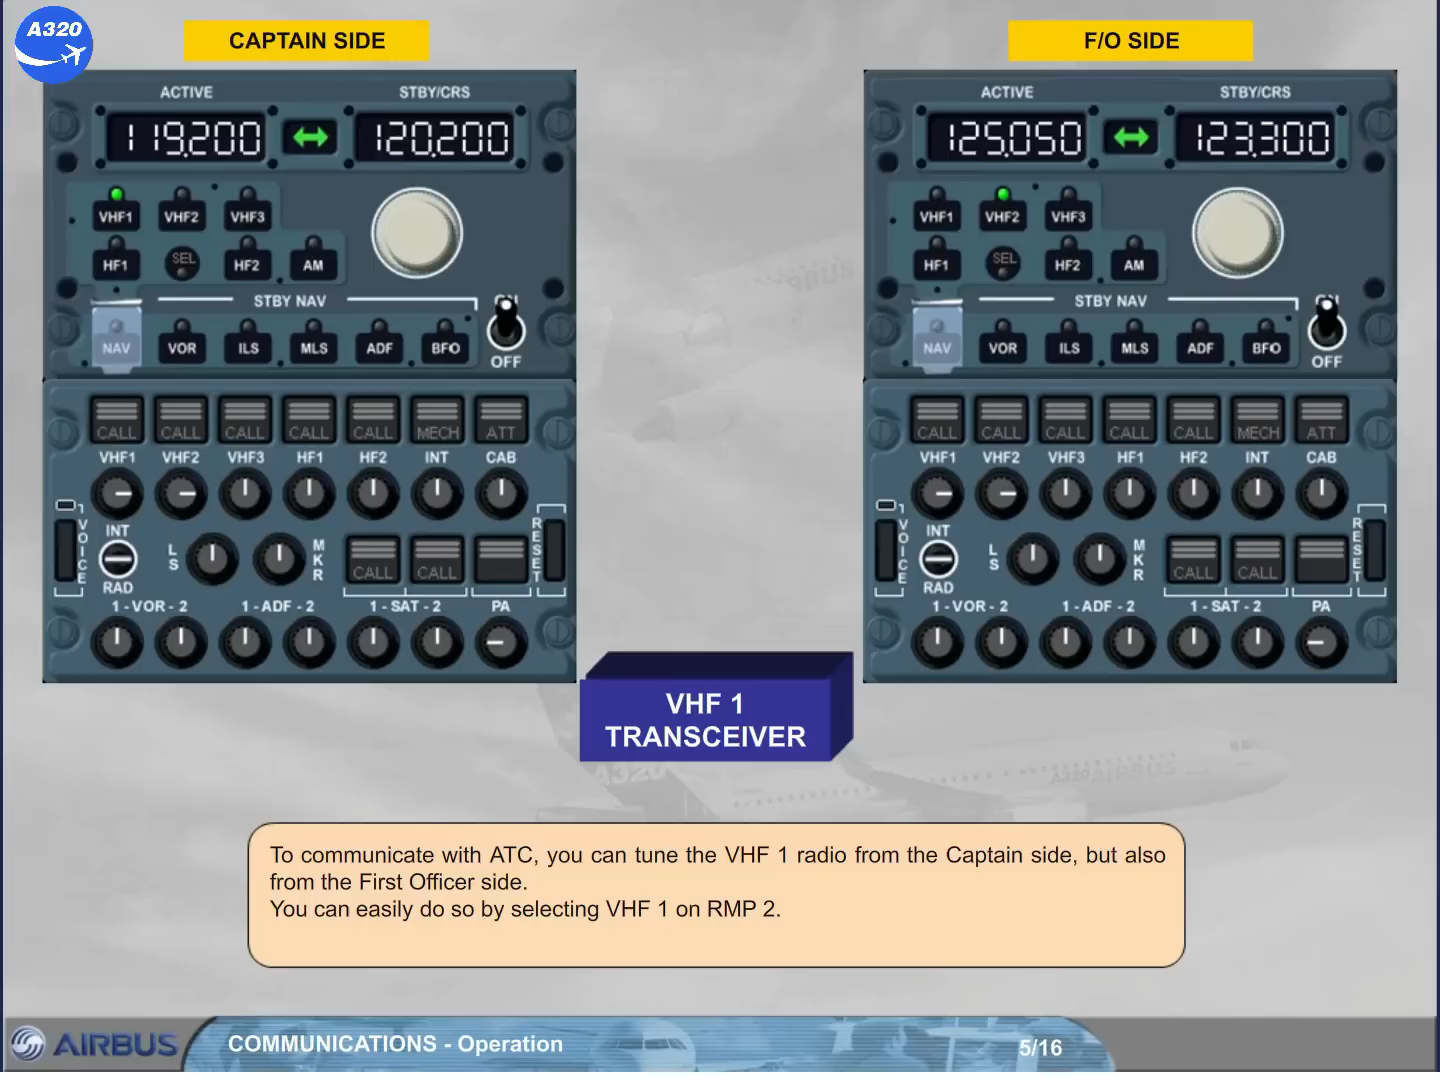 A320
CAPTAIN SIDE
F/O SIDE
ACTIVE STBY/CRS
119.200 120.200
VHF1 VHF2 VHF3
HF1 SEL HF2 AM
STBY NAV ON
NAV VOR ILS MLS ADF BFO
OFF
CALL CALL CALL CALL CALL MECH ATT
VHF1 VHF2 VHF3 HF1 HF2 INT CAB
VOICE INT RAD LS MKR CALL CALL RESET
1 - VOR - 2 1 - ADF - 2 1 - SAT - 2 PA
ACTIVE STBY/CRS
125.050 123.300
VHF1 VHF2 VHF3
HF1 SEL HF2 AM
STBY NAV ON
NAV VOR ILS MLS ADF BFO
OFF
CALL CALL CALL CALL CALL MECH ATT
VHF1 VHF2 VHF3 HF1 HF2 INT CAB
VOICE INT RAD LS MKR CALL CALL RESET
1 - VOR - 2 1 - ADF - 2 1 - SAT - 2 PA
VHF 1
TRANSCEIVER
To communicate with ATC, you can tune the VHF 1 radio from the Captain side, but also
from the First Officer side.
You can easily do so by selecting VHF 1 on RMP 2.
AIRBUS
COMMUNICATIONS - Operation
5/16